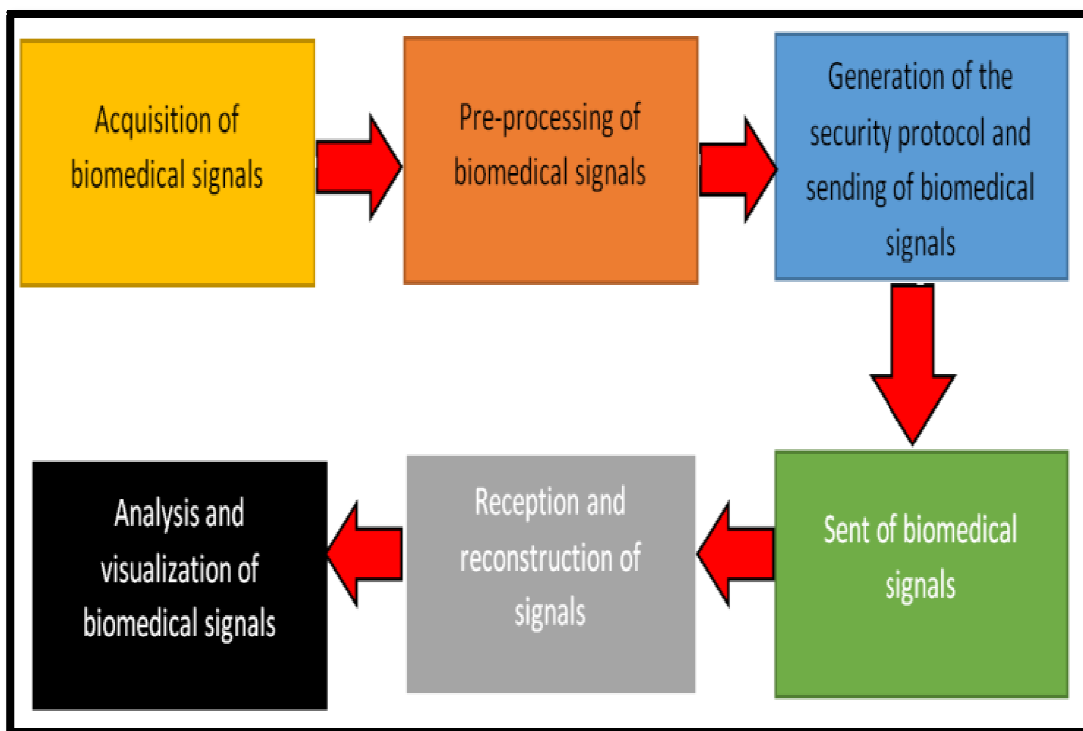 Acquisition of
biomedical signals
Pre-processing of
biomedical signals
Generation of the
security protocol and
sending of biomedical
signals
Sent of biomedical
signals
Reception and
reconstruction of
signals
Analysis and
visualization of
biomedical signals